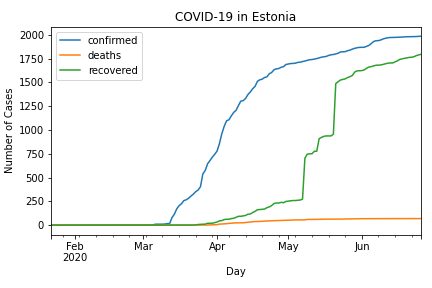 COVID-19 in Estonia
confirmed
deaths
recovered
Number of Cases
2000
1750
1500
1250
1000
750
500
250
0
Feb
2020
Mar
Apr
May
Jun
Day